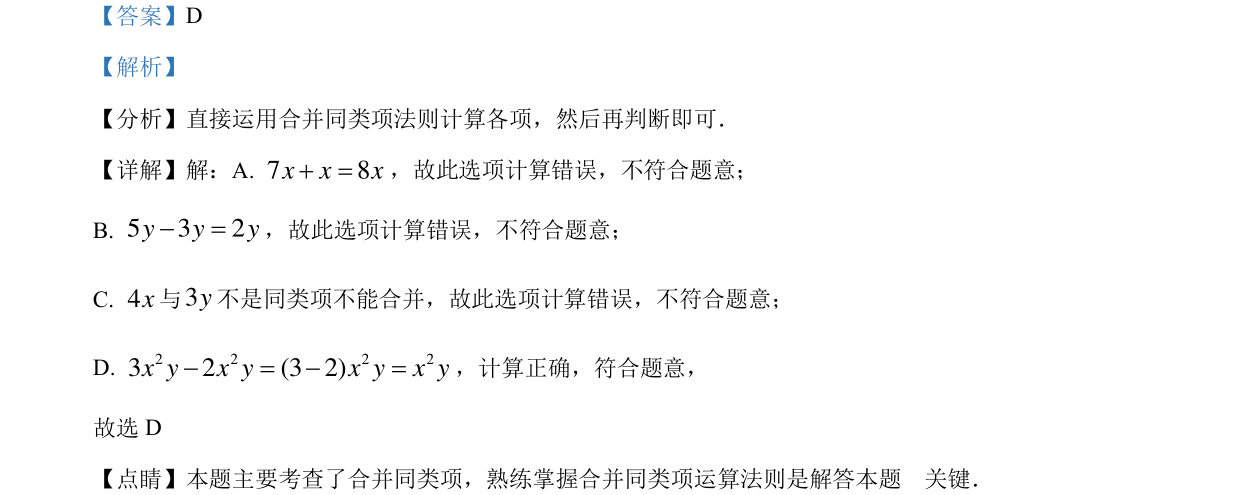 【答案】D
【解析】
【分析】直接运用合并同类项法则计算各项，然后再判断即可．
【详解】解：A. 7x+x=8x，故此选项计算错误，不符合题意；
B. 5y−3y=2y，故此选项计算错误，不符合题意；
C. 4x与3y不是同类项不能合并，故此选项计算错误，不符合题意；
D. 3x²y−2x²y=(3−2)x²y=x²y，计算正确，符合题意，
故选 D
【点睛】本题主要考查了合并同类项，熟练掌握合并同类项运算法则是解答本题　关键．